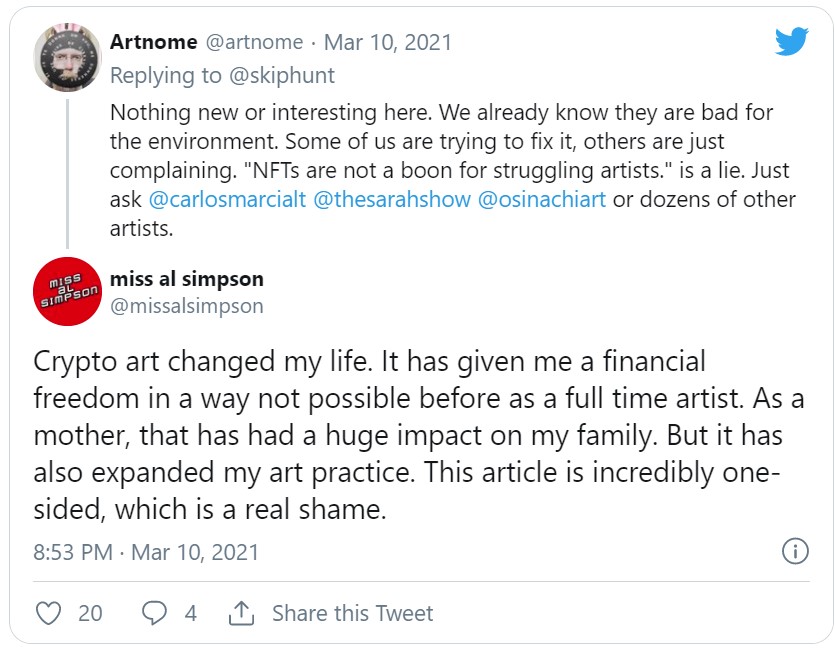 Artnome @artnome · Mar 10, 2021
Replying to @skiphunt
Nothing new or interesting here. We already know they are bad for
the environment. Some of us are trying to fix it, others are just
complaining. "NFTs are not a boon for struggling artists." is a lie. Just
ask @carlosmarcialt @thesarahshow @osinachiart or dozens of other
artists.
MISS
AL
SIMPSON
miss al simpson
@missalsimpson
Crypto art changed my life. It has given me a financial
freedom in a way not possible before as a full time artist. As a
mother, that has had a huge impact on my family. But it has
also expanded my art practice. This article is incredibly one-
sided, which is a real shame.
8:53 PM · Mar 10, 2021
20 4 Share this Tweet